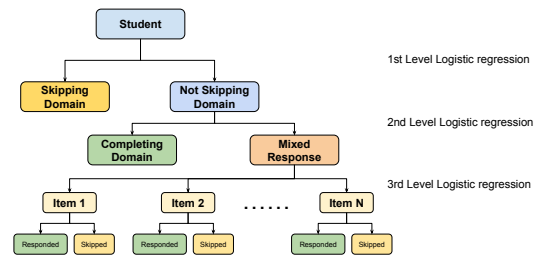 Student
1st Level Logistic regression
Skipping
Domain
Not Skipping
Domain
2nd Level Logistic regression
Completing
Domain
Mixed
Response
3rd Level Logistic regression
Item 1
Item 2
......
Item N
Responded
Skipped
Responded
Skipped
Responded
Skipped